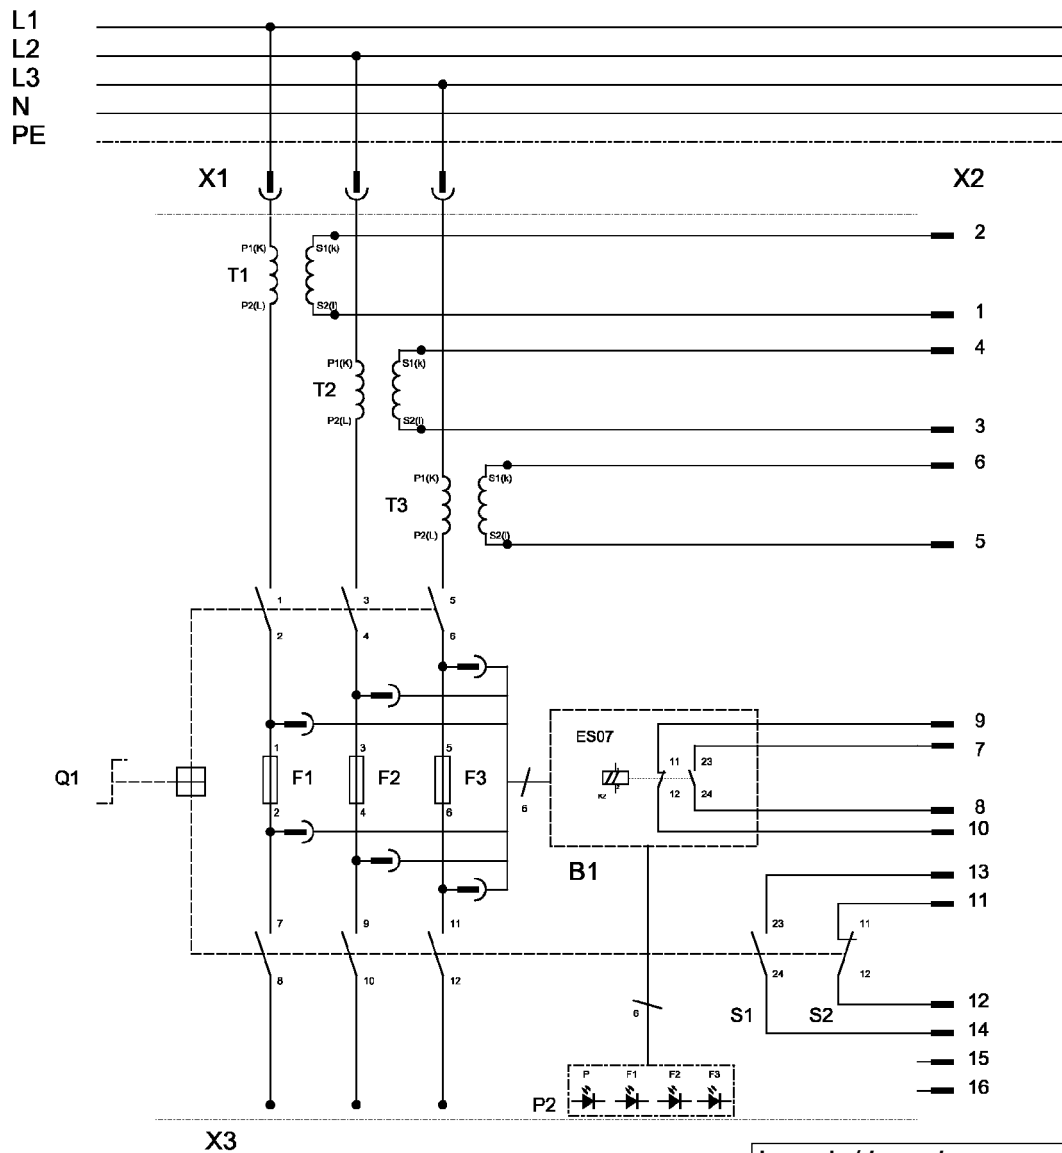 L1
L2
L3
N
PE
X1 X2
2
P1(K) S1(k)
T1
P2(L) S2(l)
1
4
P1(K) S1(k)
T2
P2(L) S2(l)
3
6
P1(K) S1(k)
T3
P2(L) S2(l)
5
1 3 5
2 4 6
9
ES07
7
1 3 5 11 23
Q1 F1 F2 F3
K2 12 24
2 4 6 6
8
10
B1
13
11
7 9 11 23 11
8 10 12 24 12
12
6 S1 S2
14
15
P F1 F2 F3
16
P2
X3